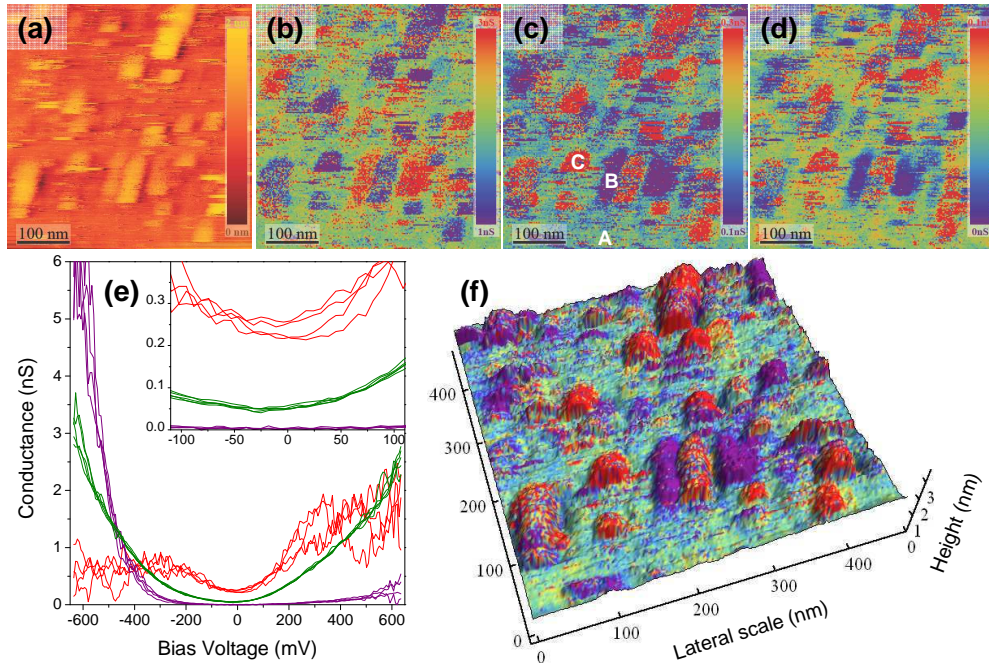 (a)
2 nm
0 nm
100 nm
(b)
3nS
1nS
100 nm
(c)
0.3nS
0.1nS
C
B
A
100 nm
(d)
0.1nS
0nS
100 nm
(e)
6
5
4
3
2
1
0
Conductance (nS)
-600 -400 -200 0 200 400 600
Bias Voltage (mV)
0.3
0.2
0.1
0.0
-100 -50 0 50 100
(f)
400
300
200
100
0
0
100
200
300
400
Lateral scale (nm)
3
2
1
0
Height (nm)